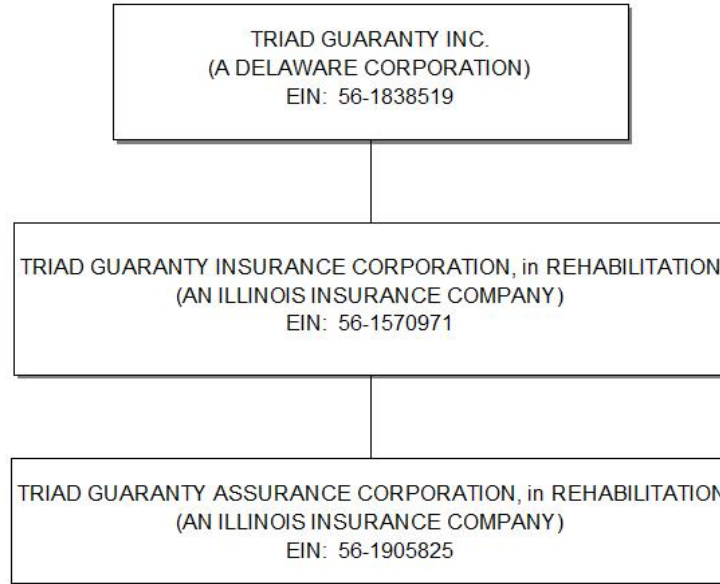 TRIAD GUARANTY INC.
(A DELAWARE CORPORATION)
EIN: 56-1838519
TRIAD GUARANTY INSURANCE CORPORATION, in REHABILITATION
(AN ILLINOIS INSURANCE COMPANY)
EIN: 56-1570971
TRIAD GUARANTY ASSURANCE CORPORATION, in REHABILITATION
(AN ILLINOIS INSURANCE COMPANY)
EIN: 56-1905825